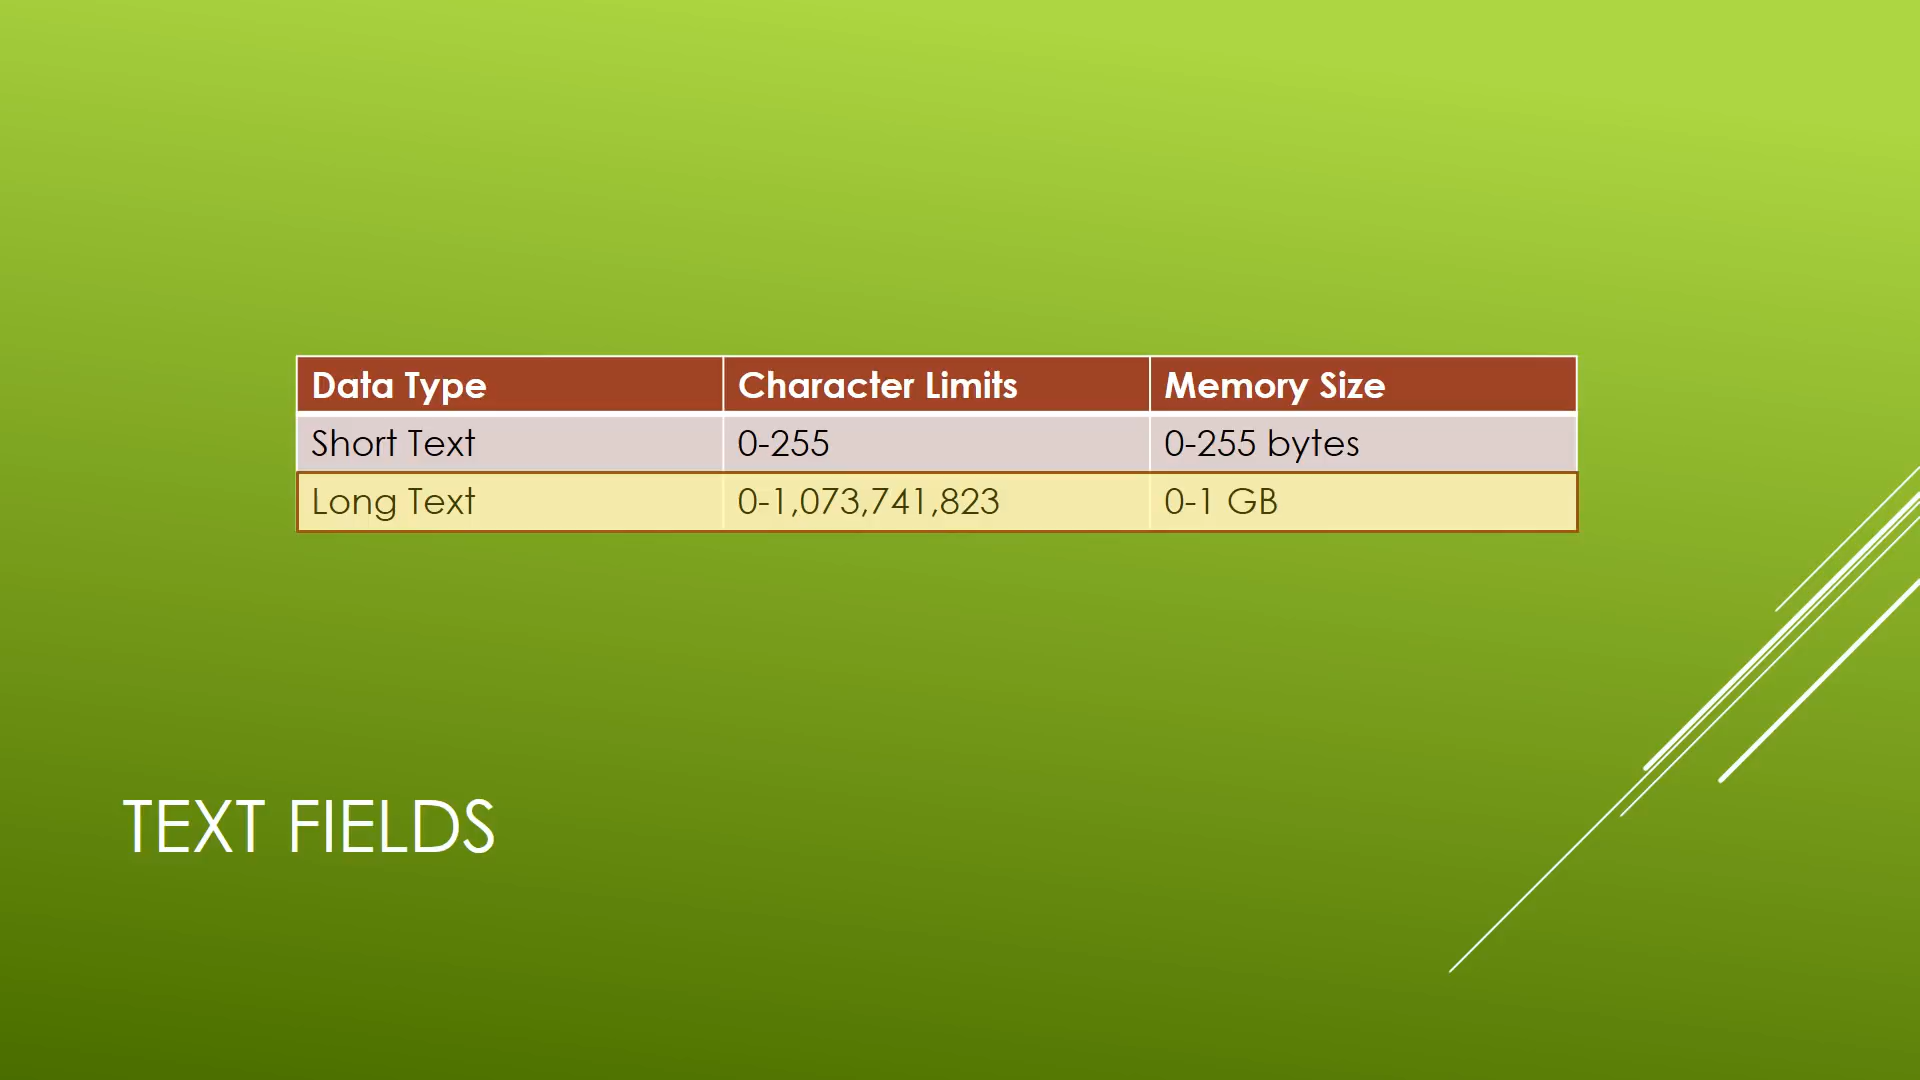 Data Type Character Limits Memory Size
Short Text 0-255 0-255 bytes
Long Text 0-1,073,741,823 0-1 GB
TEXT FIELDS